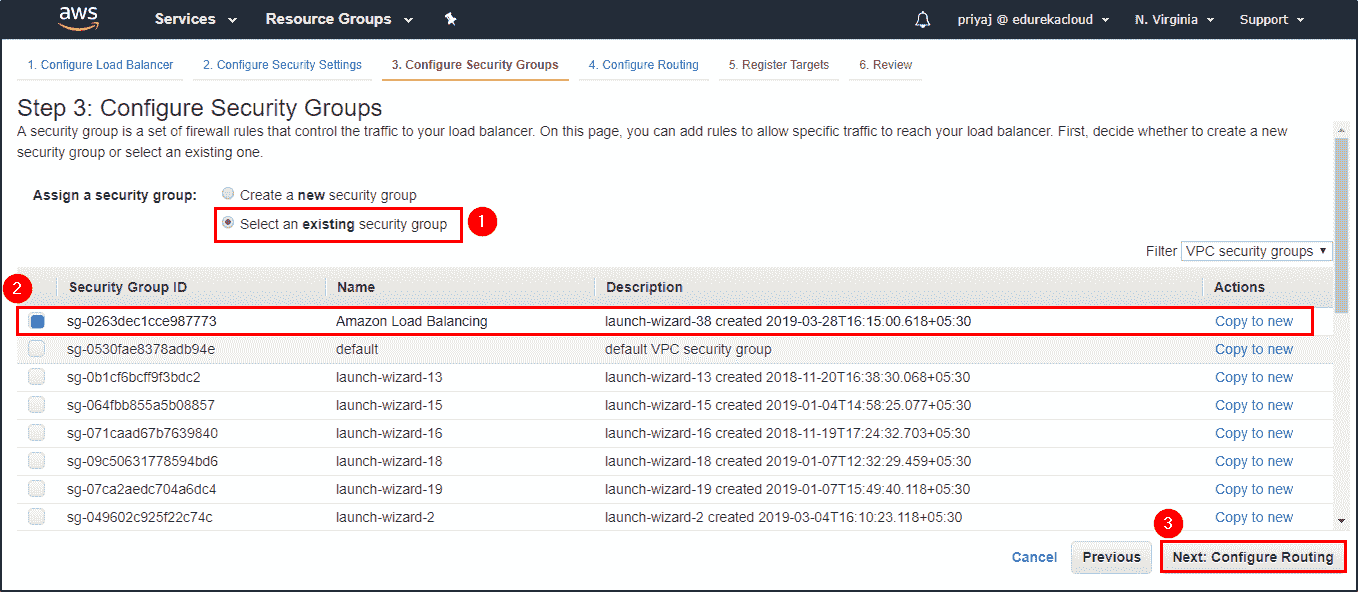 aws Services Resource Groups priyaj @ edurekacloud N. Virginia Support
1. Configure Load Balancer 2. Configure Security Settings 3. Configure Security Groups 4. Configure Routing 5. Register Targets 6. Review
Step 3: Configure Security Groups
A security group is a set of firewall rules that control the traffic to your load balancer. On this page, you can add rules to allow specific traffic to reach your load balancer. First, decide whether to create a new
security group or select an existing one.
Assign a security group: Create a new security group
Select an existing security group 1
Filter VPC security groups
2 Security Group ID Name Description Actions
sg-0263dec1cce987773 Amazon Load Balancing launch-wizard-38 created 2019-03-28T16:15:00.618+05:30 Copy to new
sg-0530fae8378adb94e default default VPC security group Copy to new
sg-0b1cf6bcff9f3bdc2 launch-wizard-13 launch-wizard-13 created 2018-11-20T16:38:30.068+05:30 Copy to new
sg-064fbb855a5b08857 launch-wizard-15 launch-wizard-15 created 2019-01-04T14:58:25.077+05:30 Copy to new
sg-071caad67b7639840 launch-wizard-16 launch-wizard-16 created 2018-11-19T17:24:32.703+05:30 Copy to new
sg-09c50631778594bd6 launch-wizard-18 launch-wizard-18 created 2019-01-07T12:32:29.459+05:30 Copy to new
sg-07ca2aedc704a6dc4 launch-wizard-19 launch-wizard-19 created 2019-01-07T15:49:40.118+05:30 Copy to new
sg-049602c925f22c74c launch-wizard-2 launch-wizard-2 created 2019-03-04T16:10:23.118+05:30 Copy to new
3
Cancel Previous Next: Configure Routing